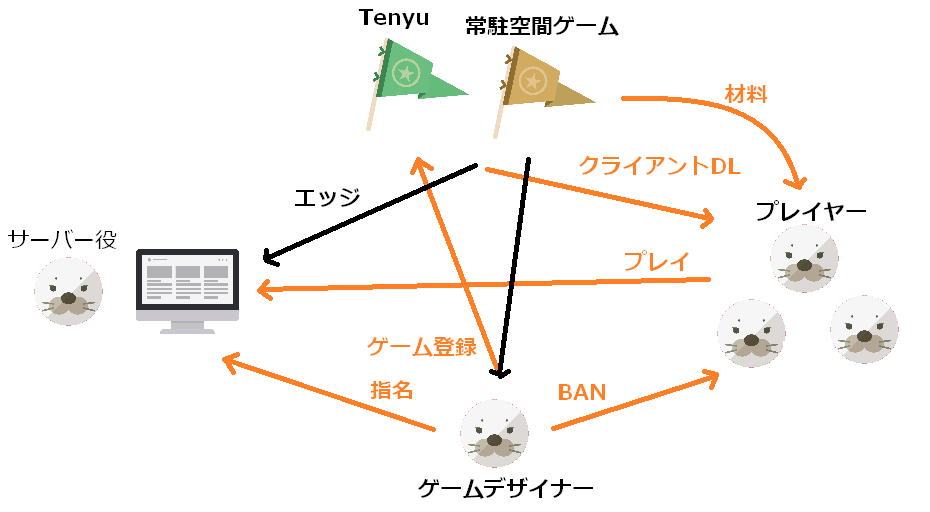 Tenyu
常駐空間ゲーム
材料
クライアントDL
エッジ
プレイヤー
サーバー役
プレイ
ゲーム登録
指名
BAN
ゲームデザイナー